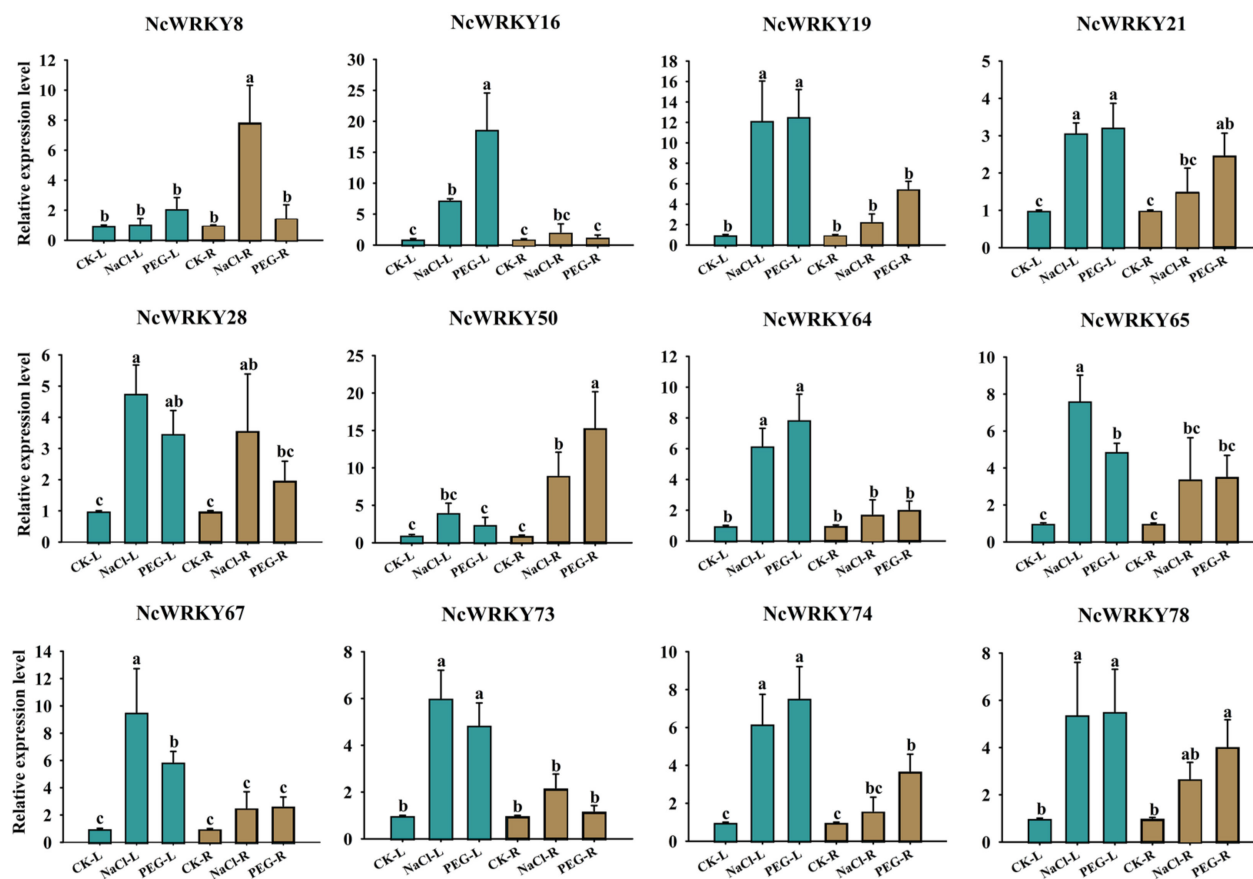 NcWRKY8
NcWRKY16
NcWRKY19
NcWRKY21
Relative expression level
12
10
8
6
4
2
0
b
b
b
b
a
b
CK-L
NaCl-L
PEG-L
CK-R
NaCl-R
PEG-R
30
25
20
15
10
5
0
c
b
a
c
bc
c
CK-L
NaCl-L
PEG-L
CK-R
NaCl-R
PEG-R
18
16
14
12
10
8
6
4
2
0
b
a
a
b
b
b
CK-L
NaCl-L
PEG-L
CK-R
NaCl-R
PEG-R
5
4
3
2
1
0
c
a
a
c
bc
ab
CK-L
NaCl-L
PEG-L
CK-R
NaCl-R
PEG-R
NcWRKY28
NcWRKY50
NcWRKY64
NcWRKY65
Relative expression level
6
5
4
3
2
1
0
c
a
ab
c
ab
bc
CK-L
NaCl-L
PEG-L
CK-R
NaCl-R
PEG-R
25
20
15
10
5
0
c
bc
c
c
b
a
CK-L
NaCl-L
PEG-L
CK-R
NaCl-R
PEG-R
12
10
8
6
4
2
0
b
a
a
b
b
b
CK-L
NaCl-L
PEG-L
CK-R
NaCl-R
PEG-R
10
8
6
4
2
0
c
a
b
c
bc
bc
CK-L
NaCl-L
PEG-L
CK-R
NaCl-R
PEG-R
NcWRKY67
NcWRKY73
NcWRKY74
NcWRKY78
Relative expression level
14
12
10
8
6
4
2
0
c
a
b
c
c
c
CK-L
NaCl-L
PEG-L
CK-R
NaCl-R
PEG-R
8
6
4
2
0
b
a
a
b
b
b
CK-L
NaCl-L
PEG-L
CK-R
NaCl-R
PEG-R
10
8
6
4
2
0
c
a
a
c
bc
b
CK-L
NaCl-L
PEG-L
CK-R
NaCl-R
PEG-R
8
6
4
2
0
b
a
a
b
ab
a
CK-L
NaCl-L
PEG-L
CK-R
NaCl-R
PEG-R